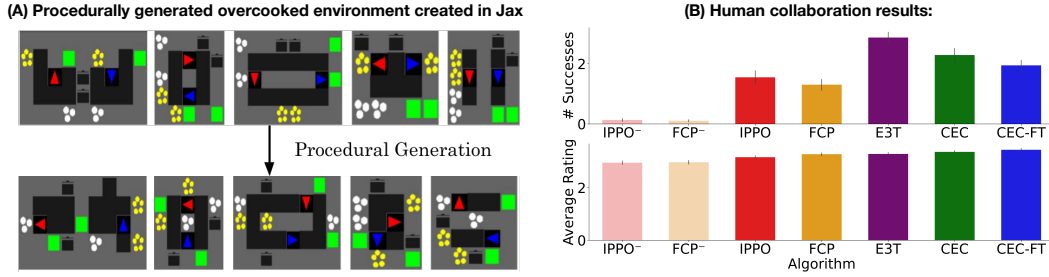 (A) Procedurally generated overcooked environment created in Jax
Procedural Generation
(B) Human collaboration results:
# Successes
2
0
IPPO⁻ FCP⁻ IPPO FCP E3T CEC CEC-FT
Average Rating
2
0
IPPO⁻ FCP⁻ IPPO FCP E3T CEC CEC-FT
Algorithm